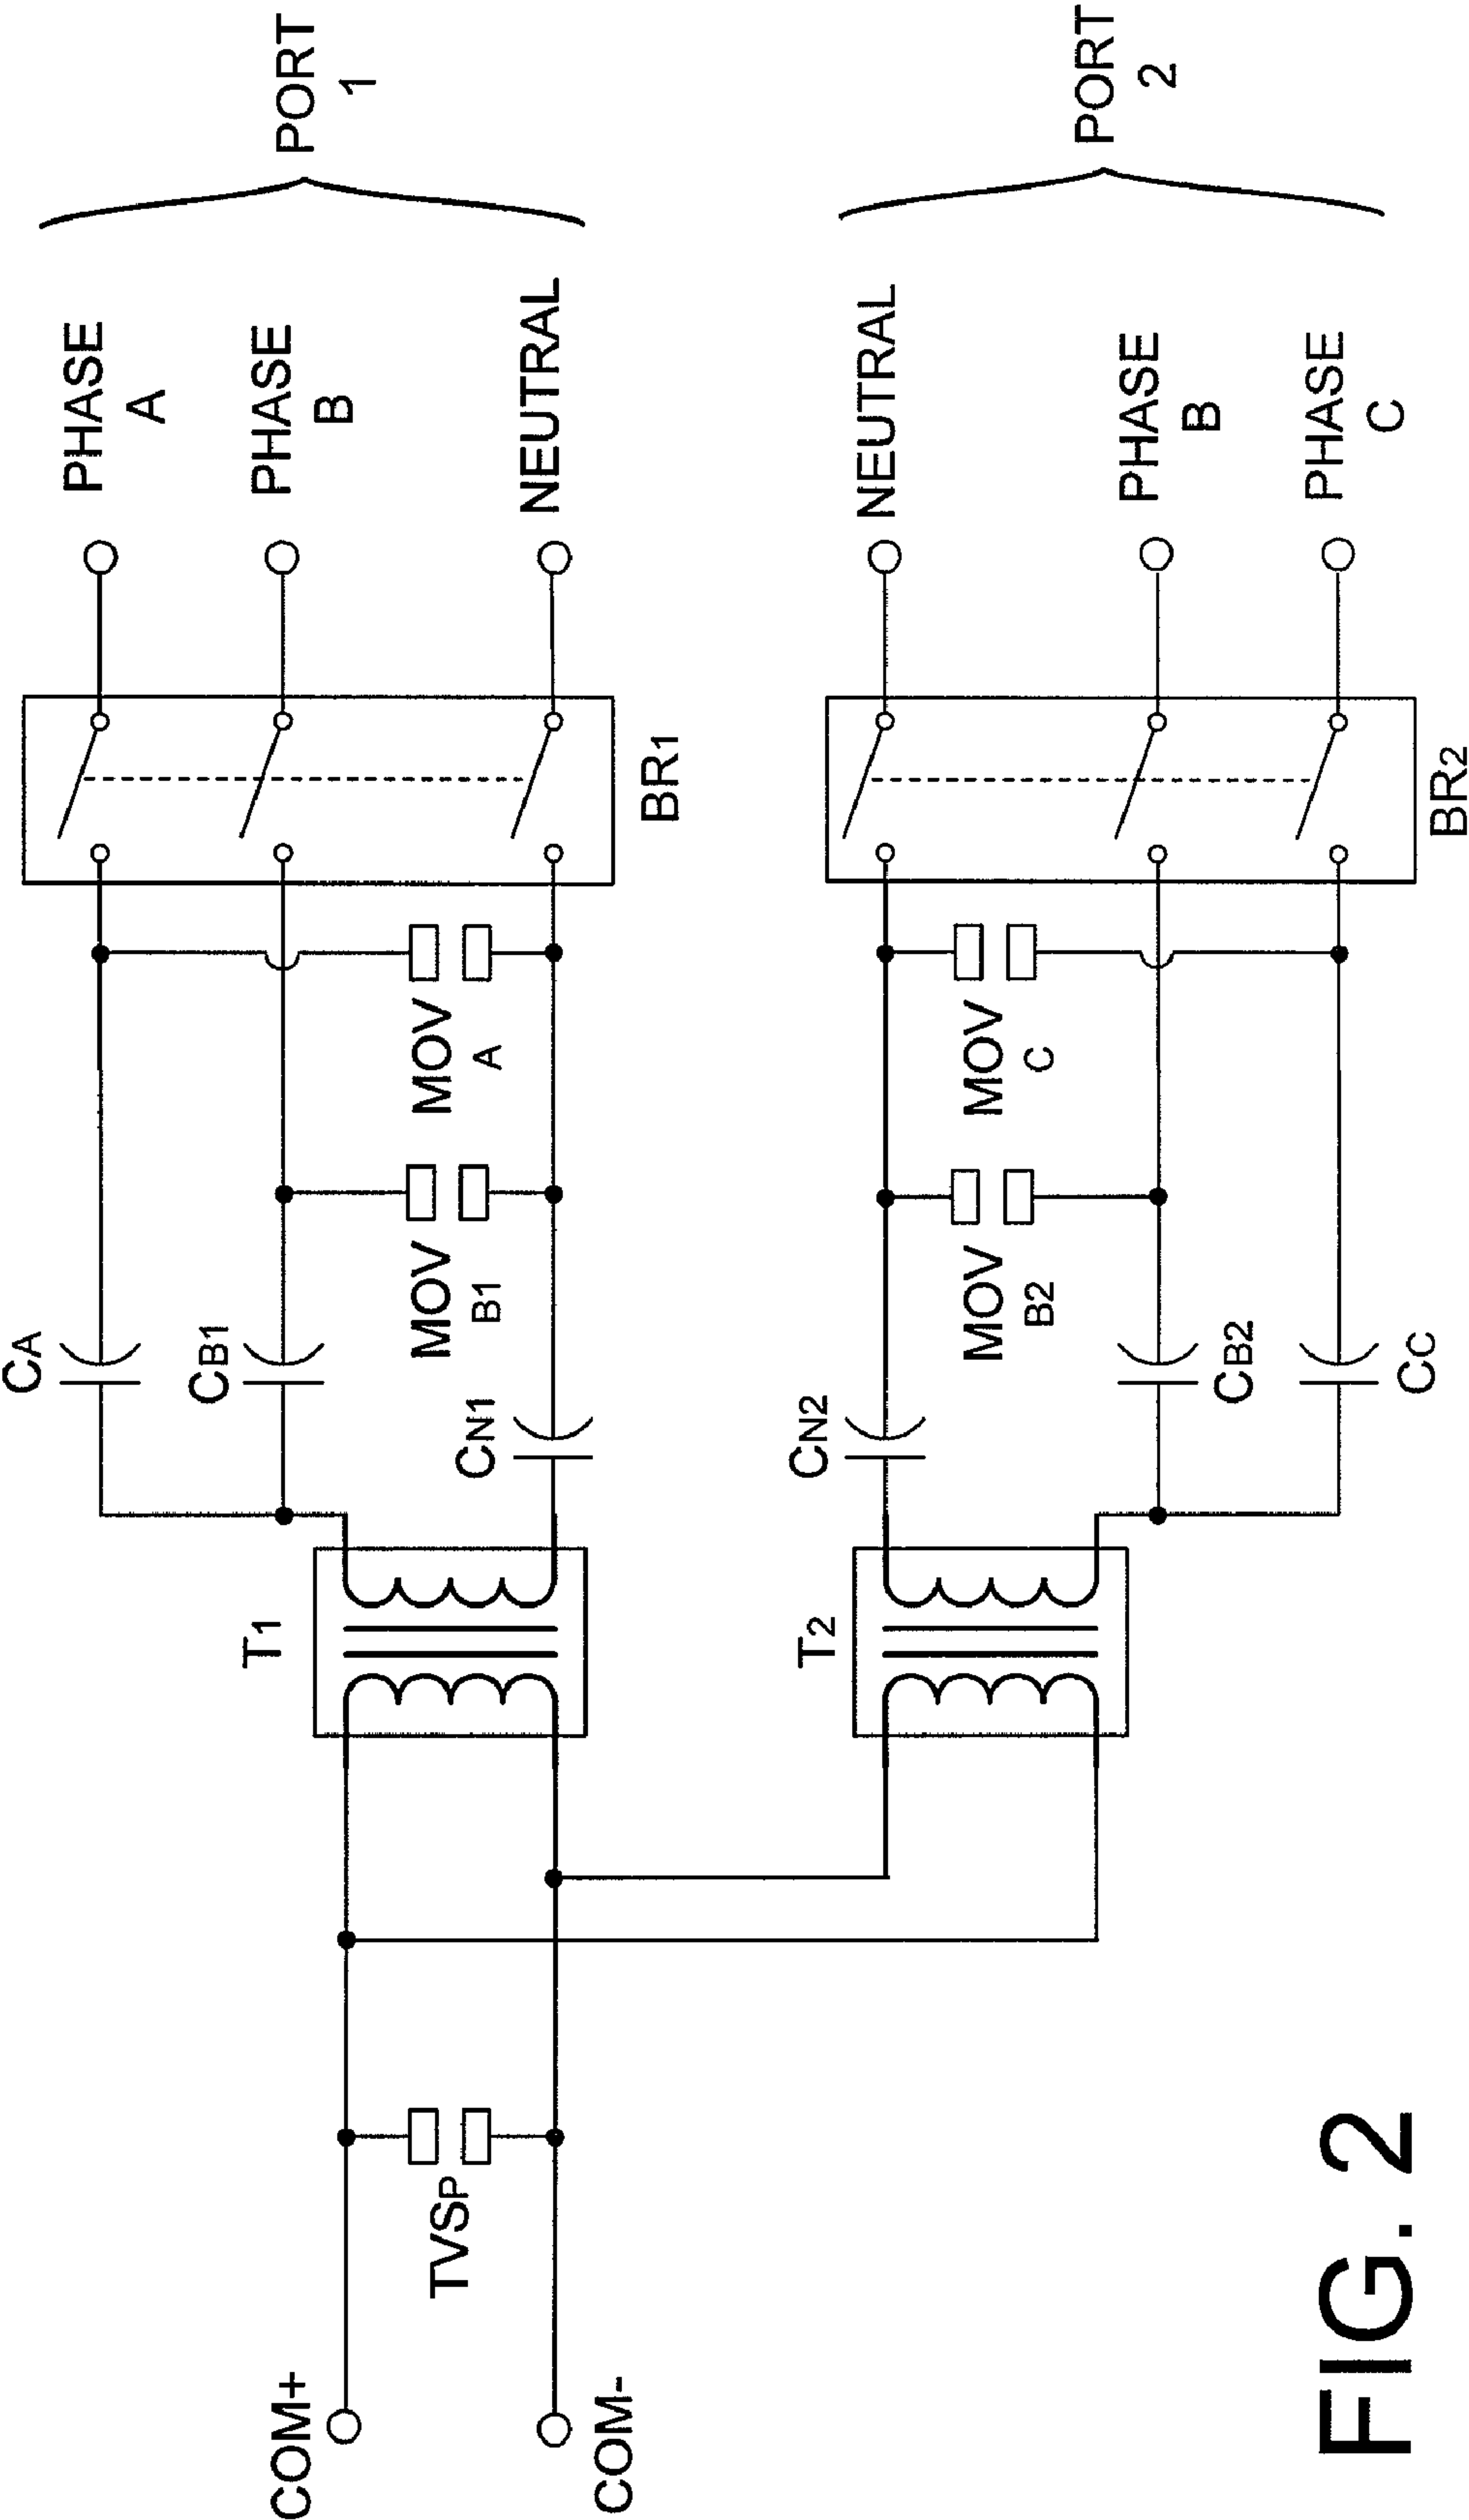 COM+
COM-
TVSP
T1
T2
CA
CB1
CN1
CN2
CB2
CC
MOV
B1
MOV
A
MOV
B2
MOV
C
BR1
BR2
PHASE
A
PHASE
B
NEUTRAL
NEUTRAL
PHASE
B
PHASE
C
PORT
1
PORT
2
FIG. 2